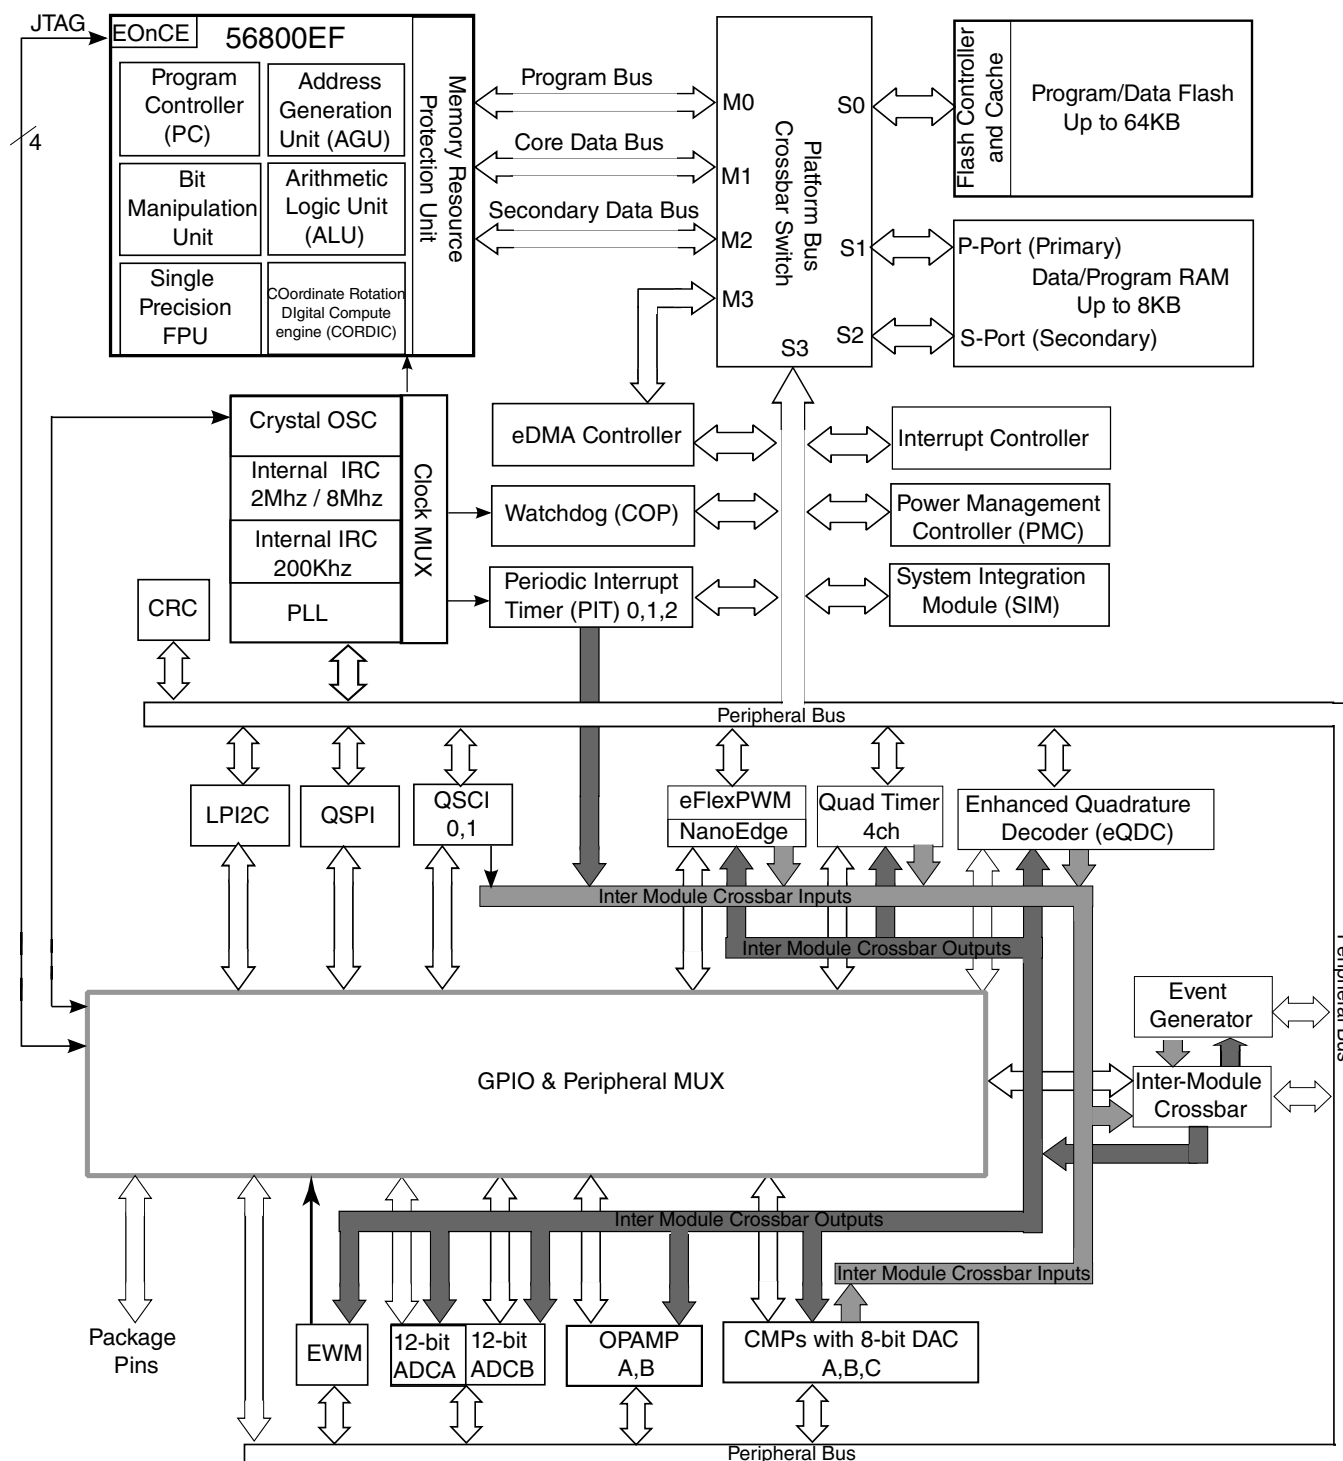 JTAG
4
EOnCE
56800EF
Program
Controller
(PC)
Address
Generation
Unit (AGU)
Bit
Manipulation
Unit
Arithmetic
Logic Unit
(ALU)
Single
Precision
FPU
COordinate Rotation
DIgital Compute
engine (CORDIC)
Memory Resource
Protection Unit
Program Bus
Core Data Bus
Secondary Data Bus
M0
M1
M2
M3
Platform Bus
Crossbar Switch
S0
S1
S2
S3
Flash Controller
and Cache
Program/Data Flash
Up to 64KB
P-Port (Primary)
Data/Program RAM
Up to 8KB
S-Port (Secondary)
Crystal OSC
Internal IRC
2Mhz / 8Mhz
Internal IRC
200Khz
PLL
Clock MUX
CRC
eDMA Controller
Watchdog (COP)
Periodic Interrupt
Timer (PIT) 0,1,2
Interrupt Controller
Power Management
Controller (PMC)
System Integration
Module (SIM)
Peripheral Bus
LPI2C
QSPI
QSCI
0,1
eFlexPWM
NanoEdge
Quad Timer
4ch
Enhanced Quadrature
Decoder (eQDC)
Inter Module Crossbar Inputs
Inter Module Crossbar Outputs
Peripheral Bus
Event
Generator
Inter-Module
Crossbar
GPIO & Peripheral MUX
Inter Module Crossbar Outputs
Inter Module Crossbar Inputs
Package
Pins
EWM
12-bit
ADCA
12-bit
ADCB
OPAMP
A,B
CMPs with 8-bit DAC
A,B,C
Peripheral Bus